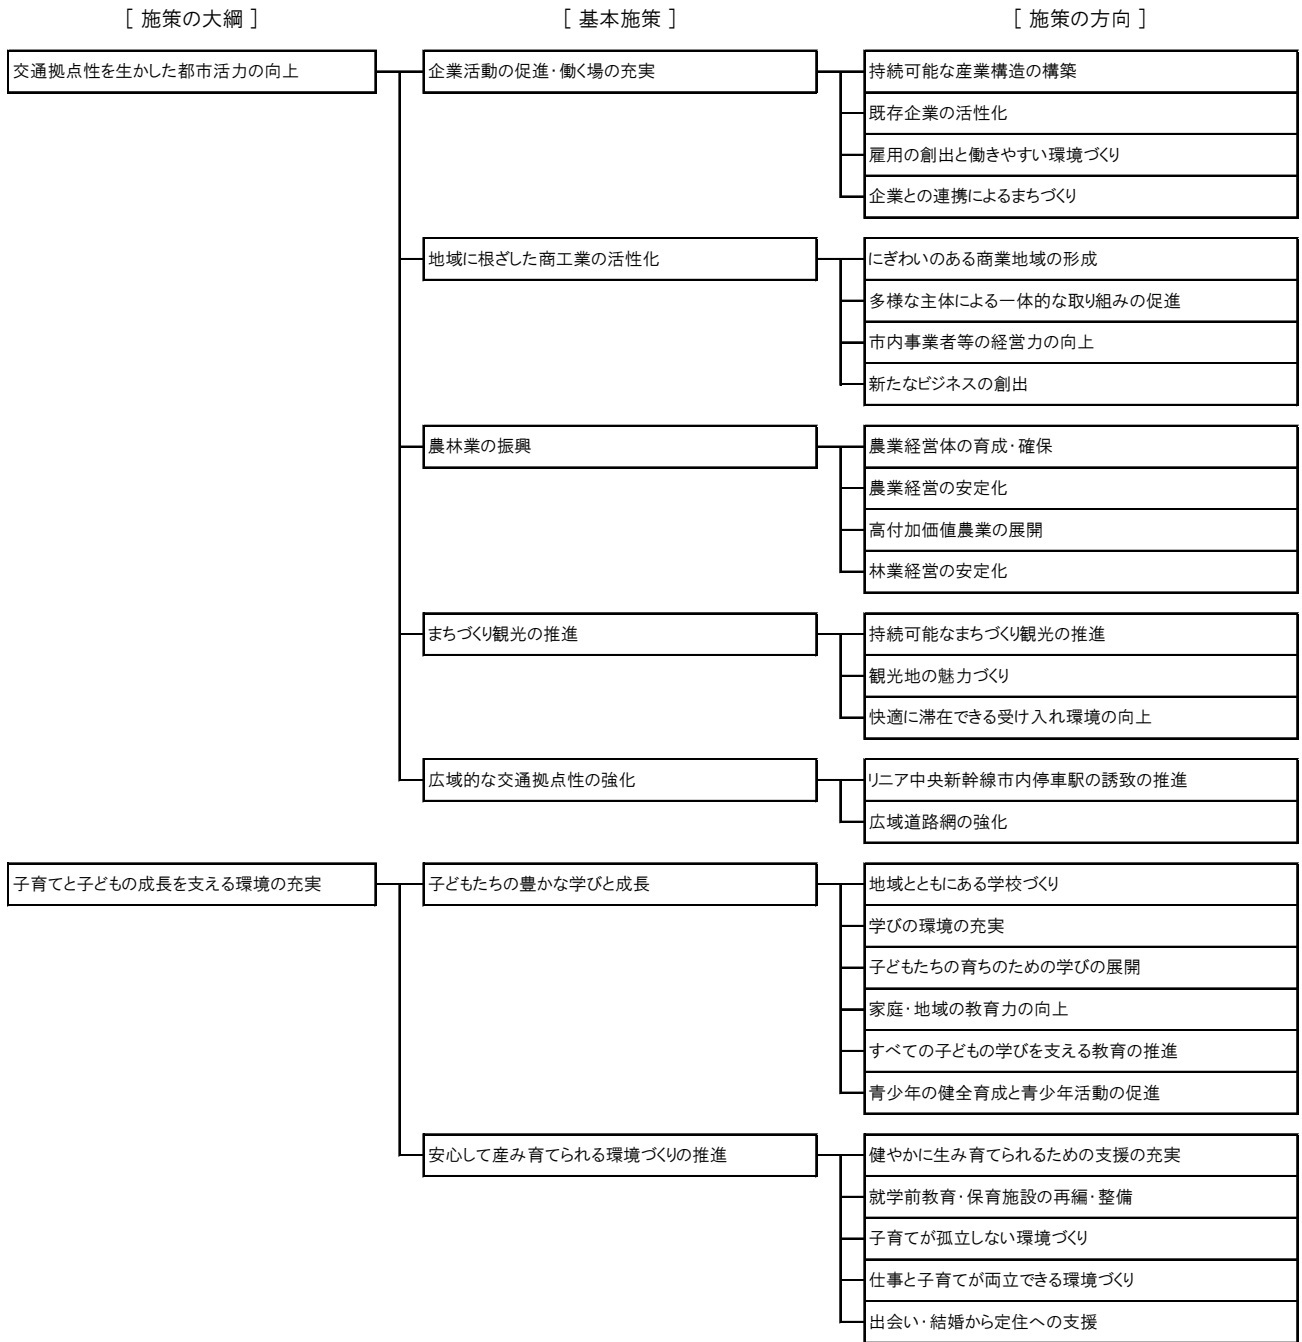 [ 施策の大綱 ]
[ 基本施策 ]
[ 施策の方向 ]
交通拠点性を生かした都市活力の向上
企業活動の促進・働く場の充実
持続可能な産業構造の構築
既存企業の活性化
雇用の創出と働きやすい環境づくり
企業との連携によるまちづくり
地域に根ざした商工業の活性化
にぎわいのある商業地域の形成
多様な主体による一体的な取り組みの促進
市内事業者等の経営力の向上
新たなビジネスの創出
農林業の振興
農業経営体の育成・確保
農業経営の安定化
高付加価値農業の展開
林業経営の安定化
まちづくり観光の推進
持続可能なまちづくり観光の推進
観光地の魅力づくり
快適に滞在できる受け入れ環境の向上
広域的な交通拠点性の強化
リニア中央新幹線市内停車駅の誘致の推進
広域道路網の強化
子育てと子どもの成長を支える環境の充実
子どもたちの豊かな学びと成長
地域とともにある学校づくり
学びの環境の充実
子どもたちの育ちのための学びの展開
家庭・地域の教育力の向上
すべての子どもの学びを支える教育の推進
青少年の健全育成と青少年活動の促進
安心して産み育てられる環境づくりの推進
健やかに生み育てられるための支援の充実
就学前教育・保育施設の再編・整備
子育てが孤立しない環境づくり
仕事と子育てが両立できる環境づくり
出会い・結婚から定住への支援